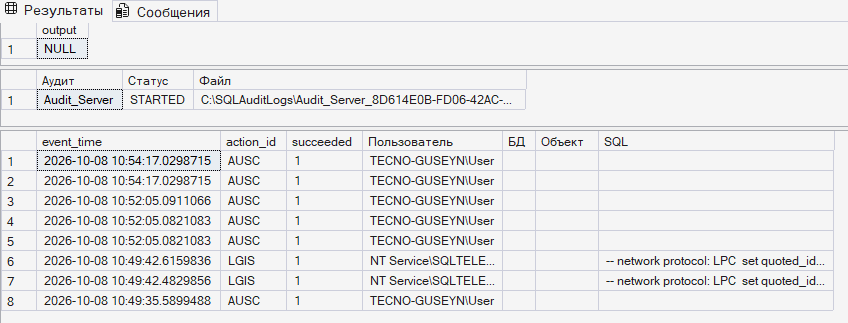 Результаты Сообщения
output
1 NULL
Аудит Статус Файл
1 Audit_Server STARTED C:\SQLAuditLogs\Audit_Server_8D614E0B-FD06-42AC-...
event_time action_id succeeded Пользователь БД Объект SQL
1 2026-10-08 10:54:17.0298715 AUSC 1 TECNO-GUSEYN\User
2 2026-10-08 10:54:17.0298715 AUSC 1 TECNO-GUSEYN\User
3 2026-10-08 10:52:05.0911066 AUSC 1 TECNO-GUSEYN\User
4 2026-10-08 10:52:05.0821083 AUSC 1 TECNO-GUSEYN\User
5 2026-10-08 10:52:05.0821083 AUSC 1 TECNO-GUSEYN\User
6 2026-10-08 10:49:42.6159836 LGIS 1 NT Service\SQLTELE... -- network protocol: LPC set quoted_id...
7 2026-10-08 10:49:42.4829856 LGIS 1 NT Service\SQLTELE... -- network protocol: LPC set quoted_id...
8 2026-10-08 10:49:35.5899488 AUSC 1 TECNO-GUSEYN\User